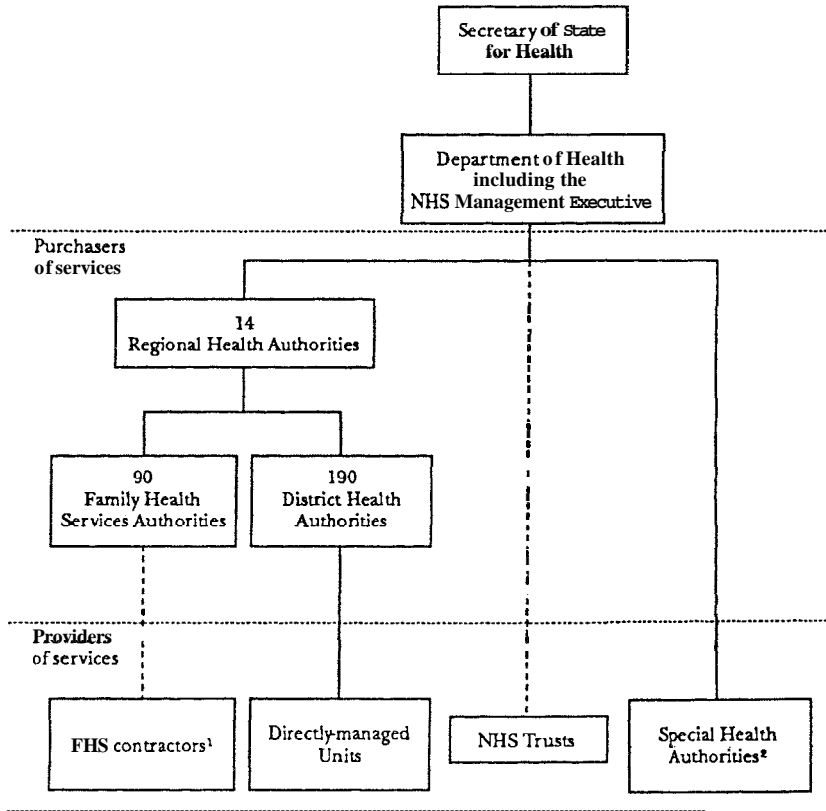 Secretary of State
for Health
Department of Health
including the
NHS Management Executive
Purchasers
of services
14
Regional Health Authorities
90
Family Health
Services Authorities
190
District Health
Authorities
Providers
of services
FHS contractors¹
Directly-managed
Units
NHS Trusts
Special Health
Authorities²